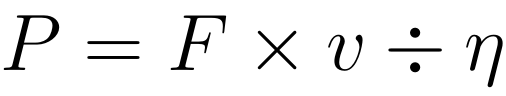 P = F × v ÷ η